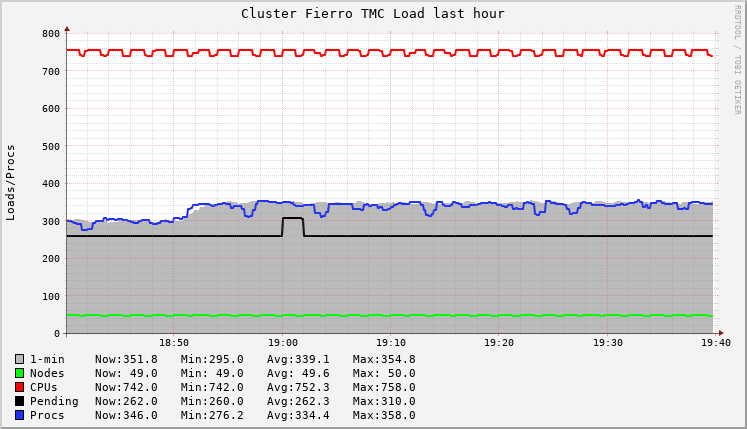 Cluster Fierro TMC Load last hour
RRDTOOL / TOBI OETIKER
Loads/Procs
800
700
600
500
400
300
200
100
0
18:50 19:00 19:10 19:20 19:30 19:40
1-min Now:351.8 Min:295.0 Avg:339.1 Max:354.8
Nodes Now: 49.0 Min: 49.0 Avg: 49.6 Max: 50.0
CPUs Now:742.0 Min:742.0 Avg:752.3 Max:758.0
Pending Now:262.0 Min:260.0 Avg:262.3 Max:310.0
Procs Now:346.0 Min:276.2 Avg:334.4 Max:358.0